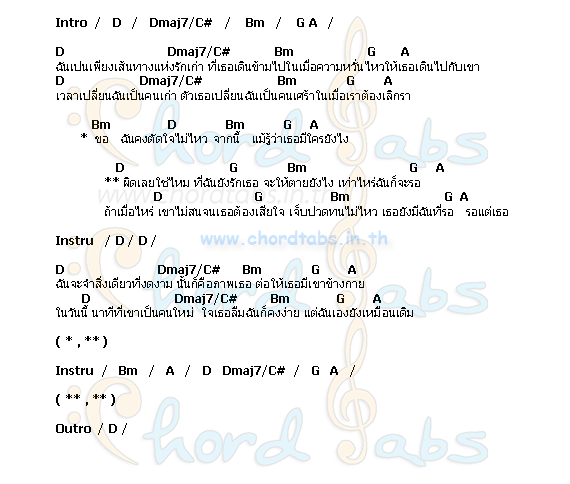 Intro / D / Dmaj7/C# / Bm / G A /
D Dmaj7/C# Bm G A
ฉันเป็นเพียงเส้นทางแห่งรักเก่า ที่เธอเดินข้ามไปในเมื่อความหวั่นไหวให้เธอเดินไปกับเขา
D Dmaj7/C# Bm G A
เวลาเปลี่ยนฉันเป็นคนเก่า ตัวเธอเปลี่ยนฉันเป็นคนเศร้าในเมื่อเราต้องเลิกรา
Bm D Bm G A
* ขอ ฉันคงตัดใจไม่ไหว จากนี้ แม้รู้ว่าเธอมีใครยังไง
D G Bm G A
** ผิดเลยใช่ไหม ที่ฉันยังรักเธอ จะให้ตายยังไง เท่าไหร่ฉันก็จะรอ
D G Bm G A
ถ้าเมื่อไหร่ เขาไม่สนจนเธอต้องเสียใจ เจ็บปวดทนไม่ไหว เธอยังมีฉันที่รอ รอแต่เธอ
www.chordtabs.in.th
Instru / D / D /
D Dmaj7/C# Bm G A
ฉันจะจำสิ่งเดียวที่งดงาม นั้นก็คือภาพเธอ ต่อให้เธอมีเขาข้างกาย
D Dmaj7/C# Bm G A
ในวันนี้ นาทีที่เขาเป็นคนใหม่ ใจเธอลืมฉันก็คงง่าย แต่ฉันเองยังเหมือนเดิม
( * , ** )
Instru / Bm / A / D Dmaj7/C# / G A /
( ** , ** )
Outro / D /